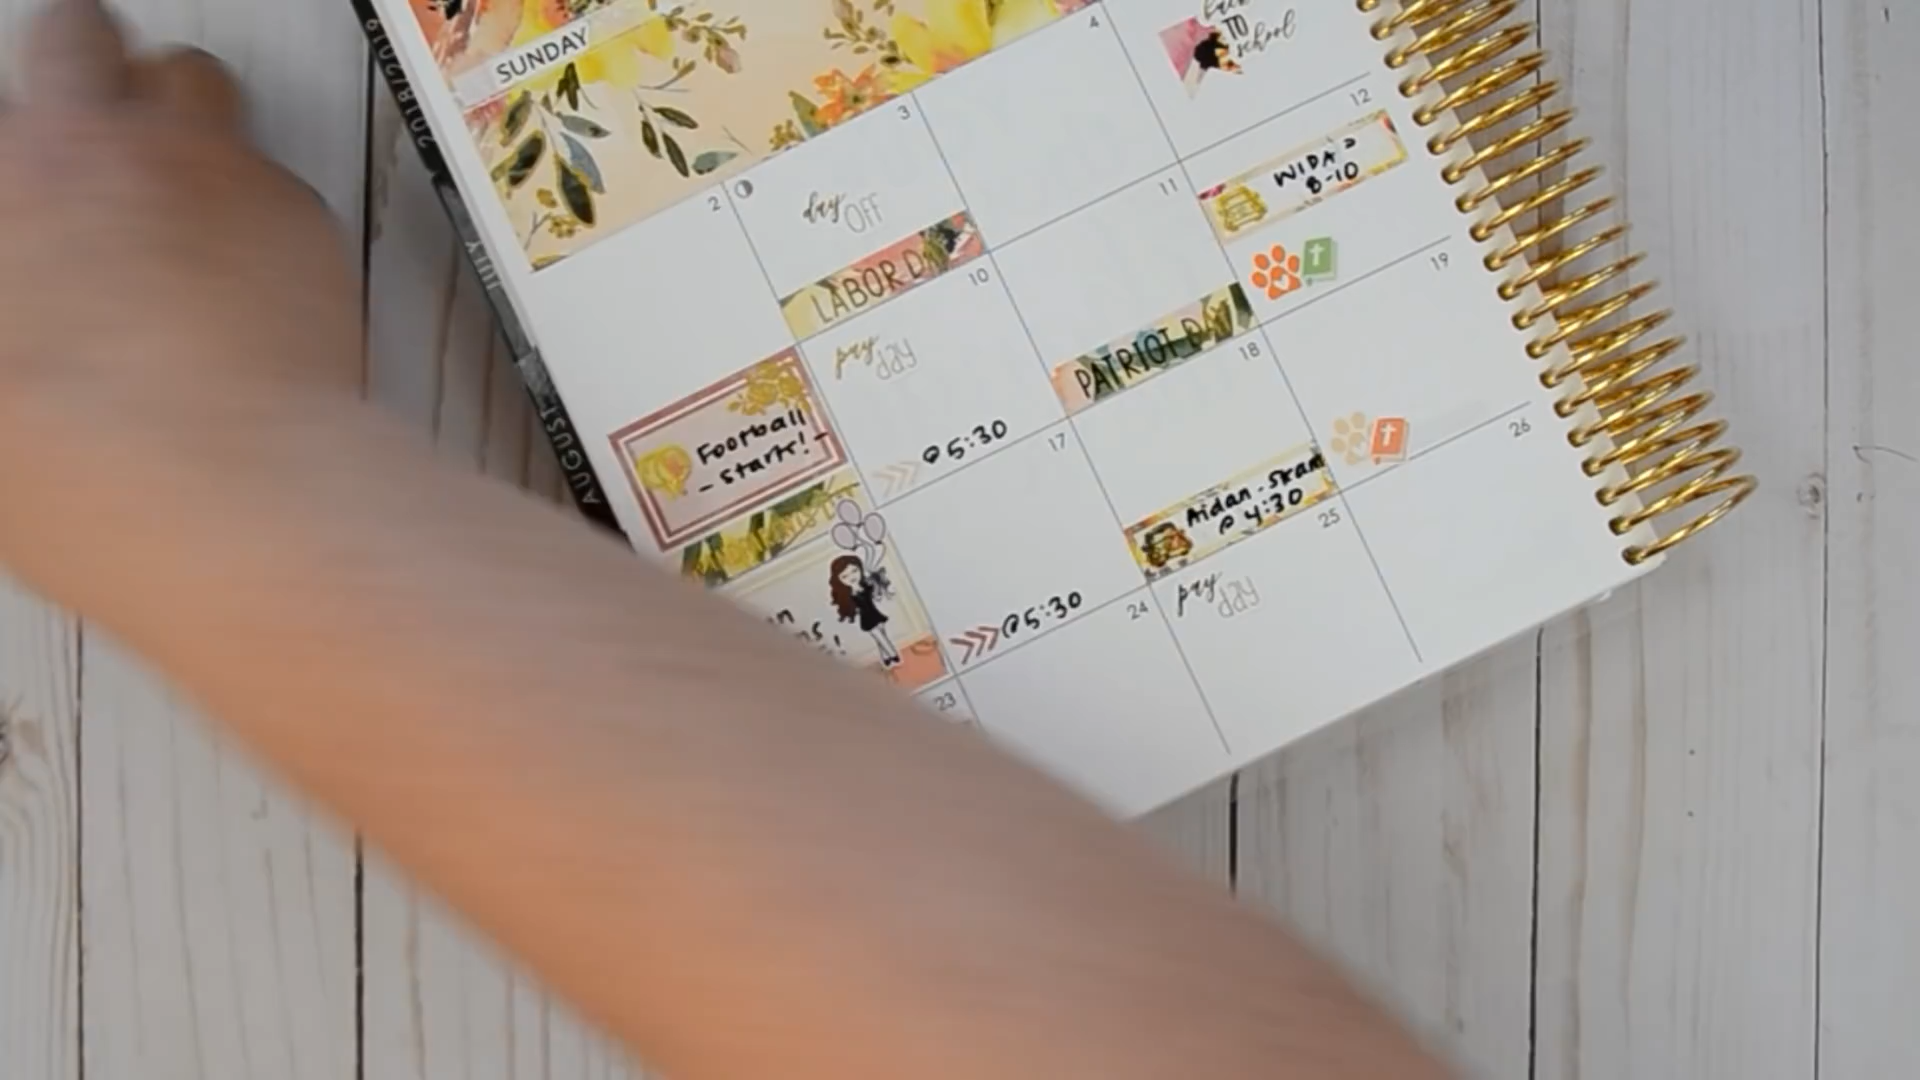 SUNDAY
2018/2019
JULY
AUGUST
TO
school
2
3
4
day OFF
LABOR D
10
11
12
WIDA
8-10
pay day
PATRIOT DAY
Football
- starts! -
@ 5:30
17
18
19
Aidan
@ 4:30
@ 5:30
23
24
25
26
pay day